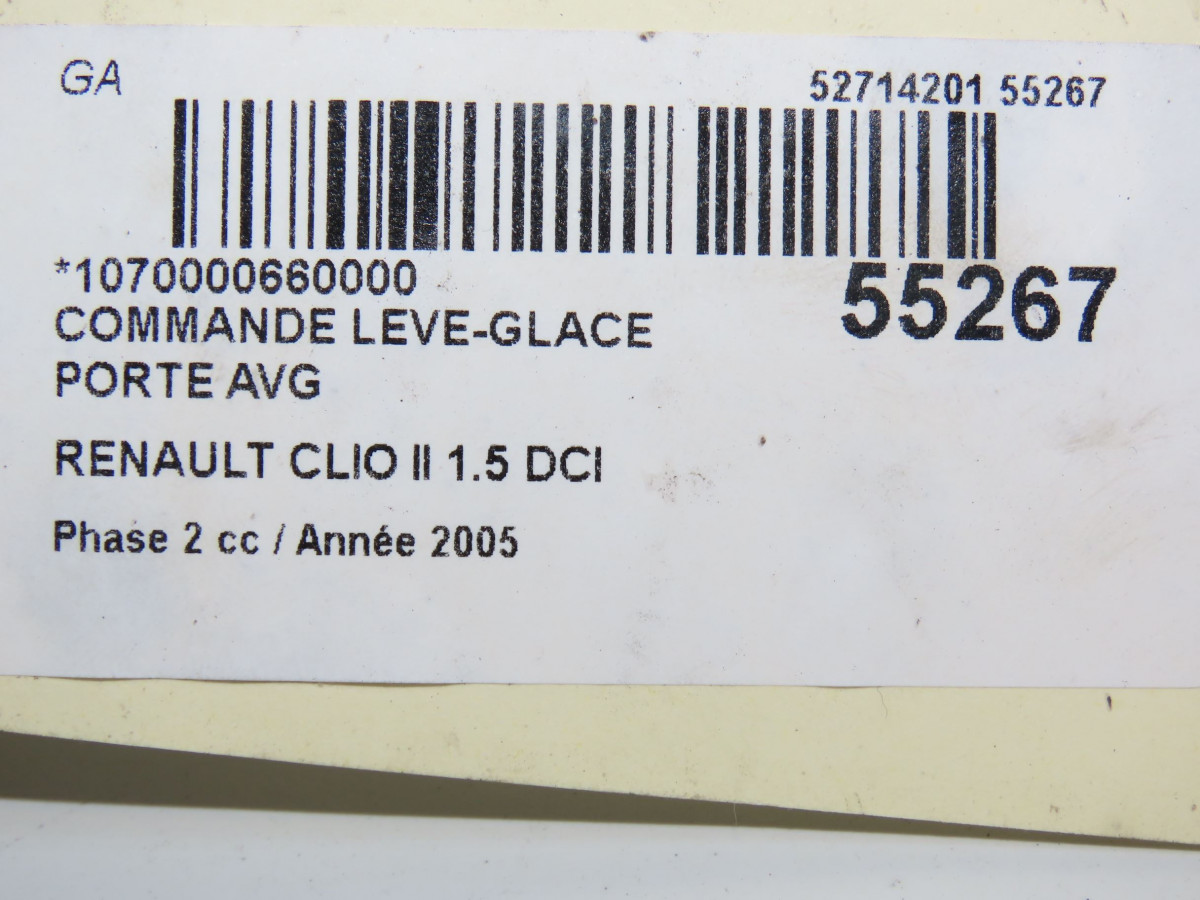 GA
52714201 55267
*1070000660000
55267
COMMANDE LEVE-GLACE
PORTE AVG
RENAULT CLIO II 1.5 DCI
Phase 2 cc / Année 2005